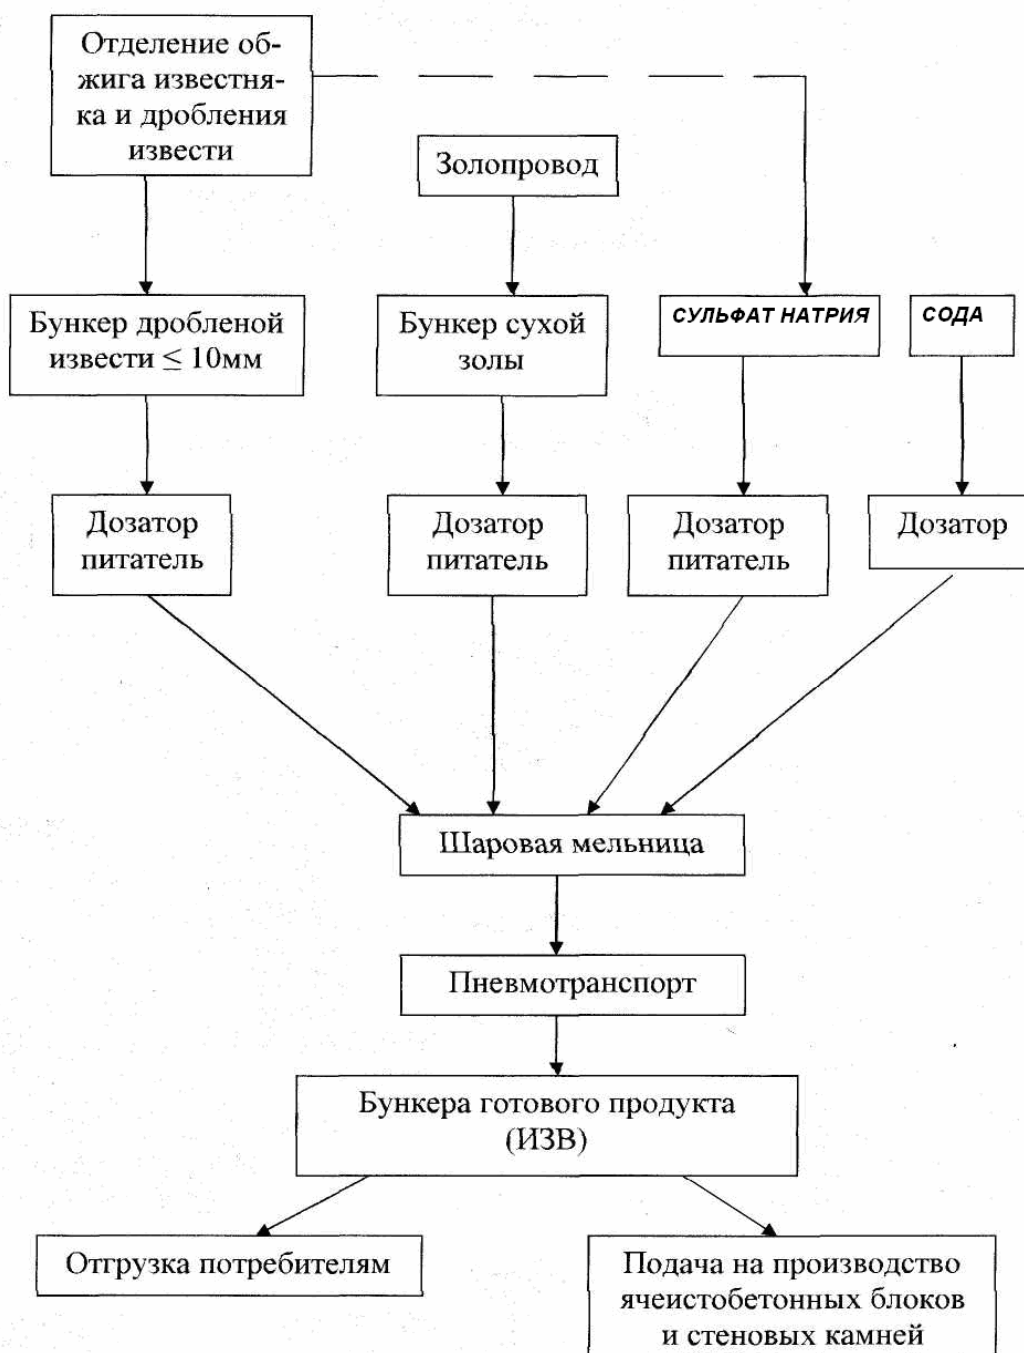 Отделение об-
жига известня-
ка и дробления
извести
Золопровод
Бункер дробленой
извести ≤ 10мм
Бункер сухой
золы
СУЛЬФАТ НАТРИЯ
СОДА
Дозатор
питатель
Дозатор
питатель
Дозатор
питатель
Дозатор
Шаровая мельница
Пневмотранспорт
Бункера готового продукта
(ИЗВ)
Отгрузка потребителям
Подача на производство
ячеистобетонных блоков
и стеновых камней